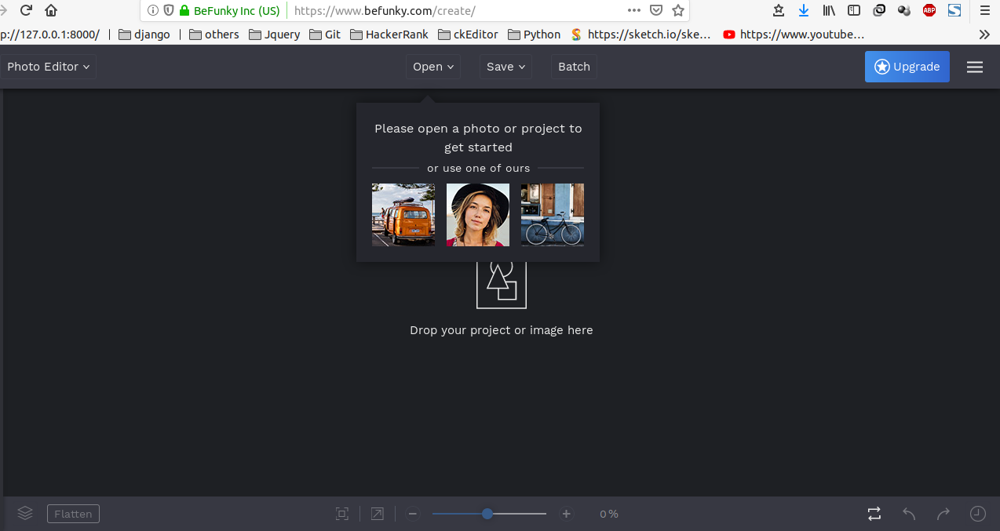 BeFunky Inc (US) https://www.befunky.com/create/
ABP
p://127.0.0.1:8000/ | django | others Jquery Git HackerRank ckEditor Python https://sketch.io/ske… https://www.youtube…
Photo Editor Open Save Batch Upgrade
Please open a photo or project to
get started
or use one of ours
Drop your project or image here
Flatten 0 %